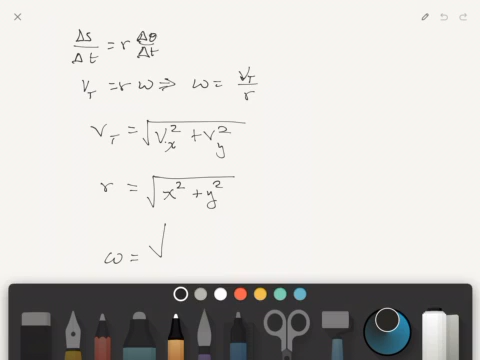 Δs/Δt = r Δθ/Δt
V_T = r ω ⇒ ω = V_T/r
V_T = √(V_x² + V_y²)
r = √(x² + y²)
ω = √